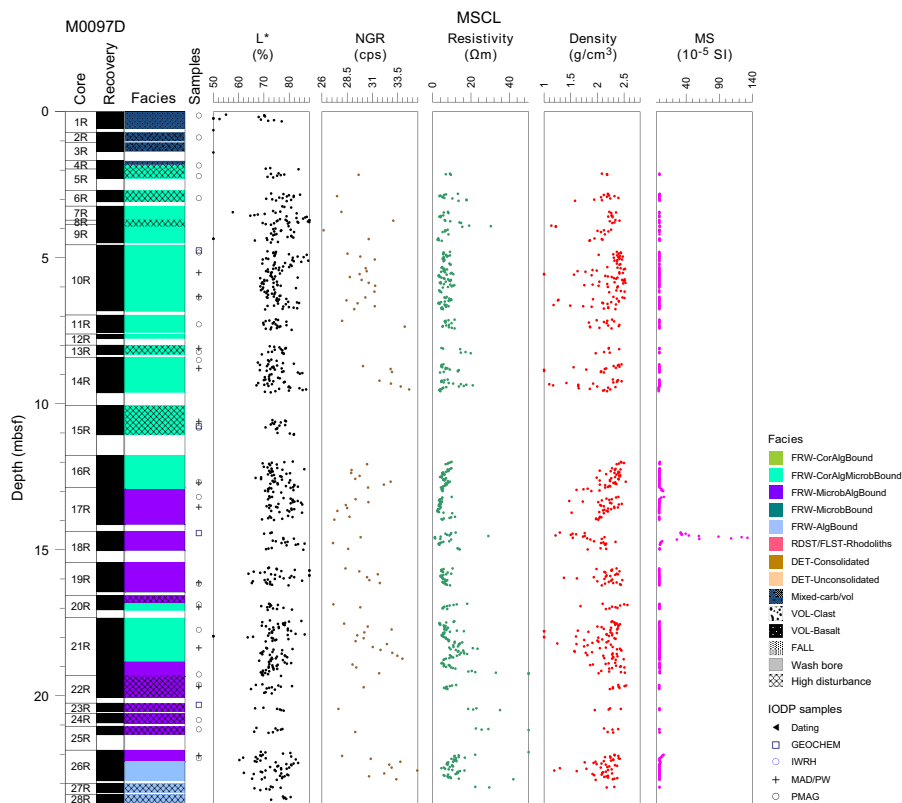 M0097D
MSCL
L*
(%)
NGR
(cps)
Resistivity
(Ωm)
Density
(g/cm³)
MS
(10⁻⁵ SI)
Core
Recovery
Facies
Samples
50 60 70 80
26 28.5 31 33.5
0 20 40
1 1.5 2 2.5
40 90 140
Depth (mbsf)
0
5
10
15
20
1R
2R
3R
4R
5R
6R
7R
8R
9R
10R
11R
12R
13R
14R
15R
16R
17R
18R
19R
20R
21R
22R
23R
24R
25R
26R
27R
28R
Facies
FRW-CorAlgBound
FRW-CorAlgMicrobBound
FRW-MicrobAlgBound
FRW-MicrobBound
FRW-AlgBound
RDST/FLST-Rhodoliths
DET-Consolidated
DET-Unconsolidated
Mixed-carb/vol
VOL-Clast
VOL-Basalt
FALL
Wash bore
High disturbance
IODP samples
Dating
GEOCHEM
IWRH
MAD/PW
PMAG